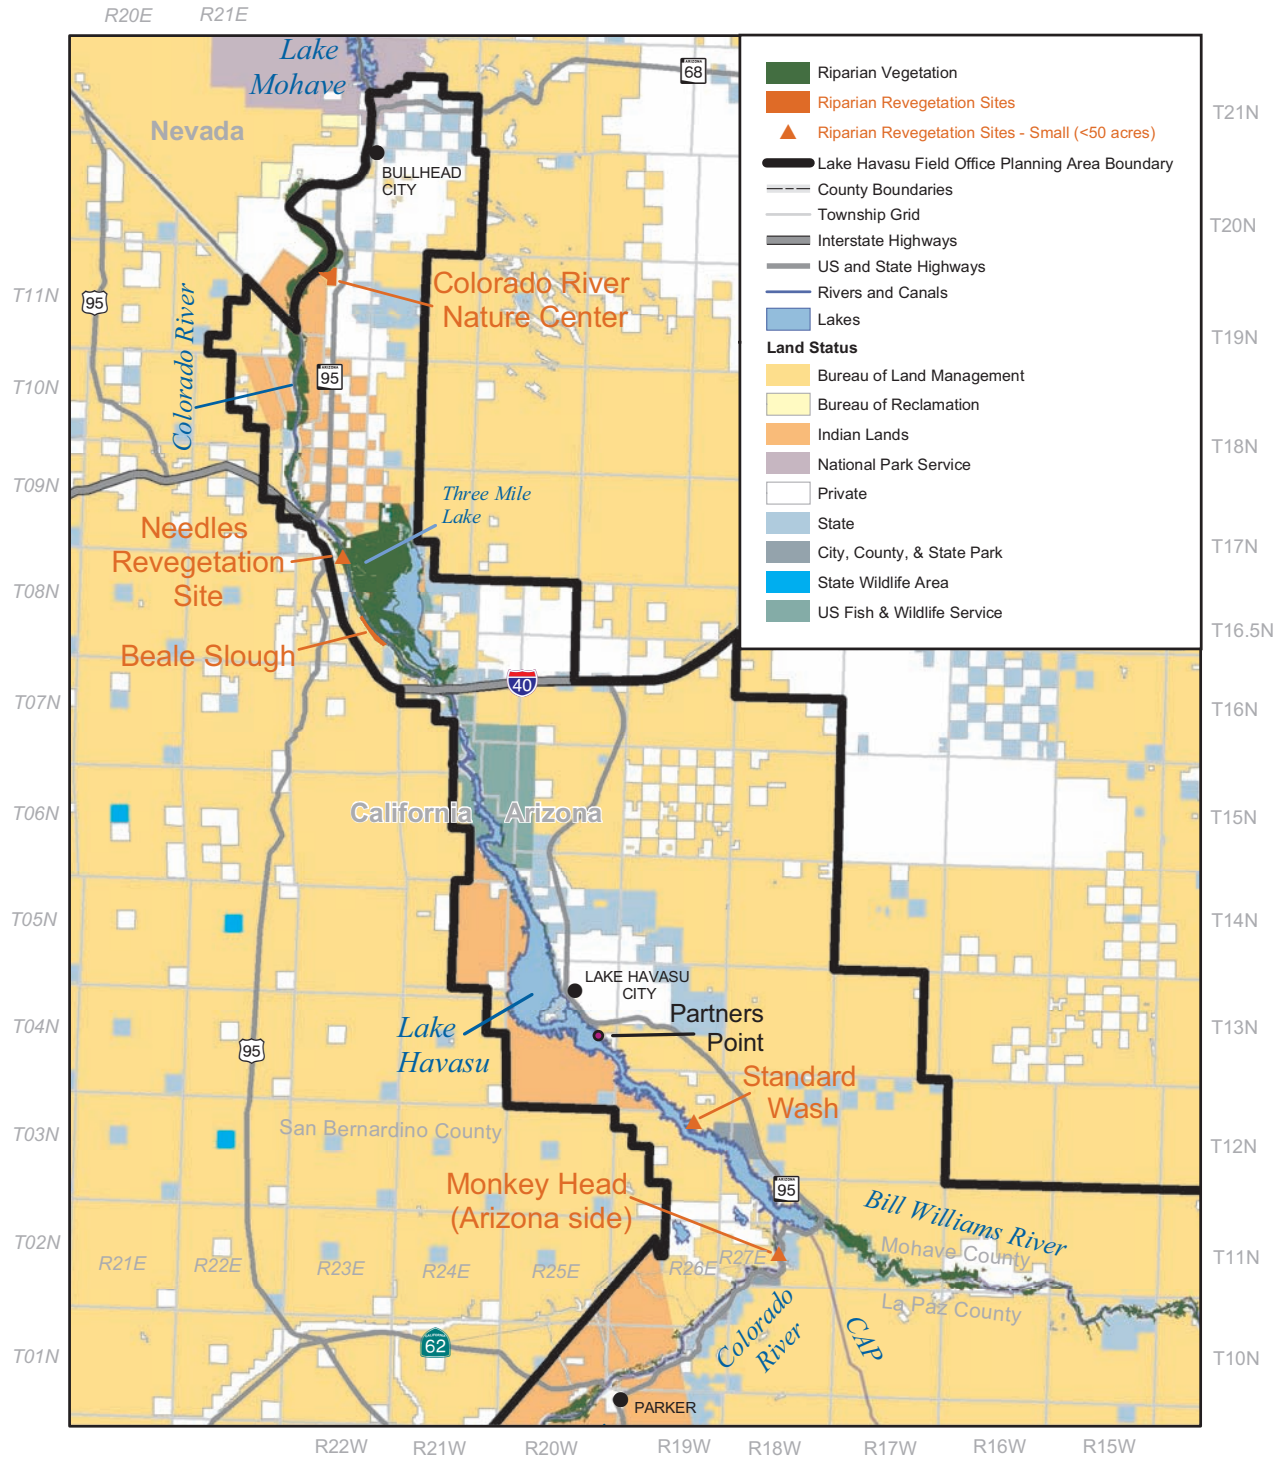 R20E
R21E
Lake
Mohave
ARIZONA
68
Nevada
BULLHEAD
CITY
Riparian Vegetation
Riparian Revegetation Sites
Riparian Revegetation Sites - Small (<50 acres)
Lake Havasu Field Office Planning Area Boundary
County Boundaries
Township Grid
Interstate Highways
US and State Highways
Rivers and Canals
Lakes
Land Status
Bureau of Land Management
Bureau of Reclamation
Indian Lands
National Park Service
Private
State
City, County, & State Park
State Wildlife Area
US Fish & Wildlife Service
T21N
T20N
T19N
T18N
T17N
T16.5N
T16N
T15N
T14N
T13N
T12N
T11N
T10N
T11N
T10N
T09N
T08N
T07N
T06N
T05N
T04N
T03N
T02N
T01N
95
Colorado River
Colorado River
Nature Center
ARIZONA
95
Three Mile
Lake
Needles
Revegetation
Site
Beale Slough
40
California
Arizona
LAKE HAVASU
CITY
Partners
Point
Lake
Havasu
95
Standard
Wash
San Bernardino County
Monkey Head
(Arizona side)
ARIZONA
95
Bill Williams River
Mohave County
La Paz County
R21E
R22E
R23E
R24E
R25E
R26E
R27E
Colorado
River
CAP
CALIFORNIA
62
PARKER
R22W
R21W
R20W
R19W
R18W
R17W
R16W
R15W